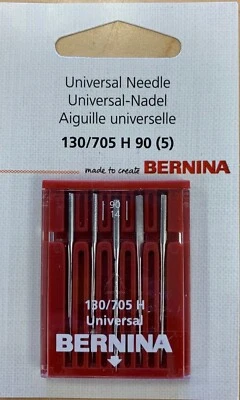 Universal Needle
Universal-Nadel
Aiguille universelle
130/705 H 90 (5)
made to create BERNINA
90
14
130/705 H
Universal
BERNINA